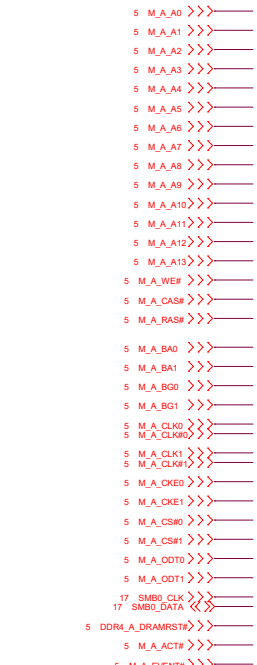 5 M_A_A0
5 M_A_A1
5 M_A_A2
5 M_A_A3
5 M_A_A4
5 M_A_A5
5 M_A_A6
5 M_A_A7
5 M_A_A8
5 M_A_A9
5 M_A_A10
5 M_A_A11
5 M_A_A12
5 M_A_A13
5 M_A_WE#
5 M_A_CAS#
5 M_A_RAS#
5 M_A_BA0
5 M_A_BA1
5 M_A_BG0
5 M_A_BG1
5 M_A_CLK0
5 M_A_CLK#0
5 M_A_CLK1
5 M_A_CLK#1
5 M_A_CKE0
5 M_A_CKE1
5 M_A_CS#0
5 M_A_CS#1
5 M_A_ODT0
5 M_A_ODT1
17 SMB0_CLK
17 SMB0_DATA
5 DDR4_A_DRAMRST#
5 M_A_ACT#
5 M_A_EVENT#